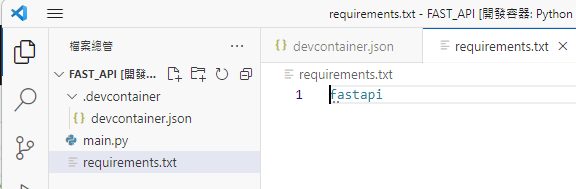 requirements.txt - FAST_API [開發容器: Python
檔案總管
devcontainer.json
requirements.txt
FAST_API [開發...
.devcontainer
devcontainer.json
main.py
requirements.txt
requirements.txt
1 fastapi